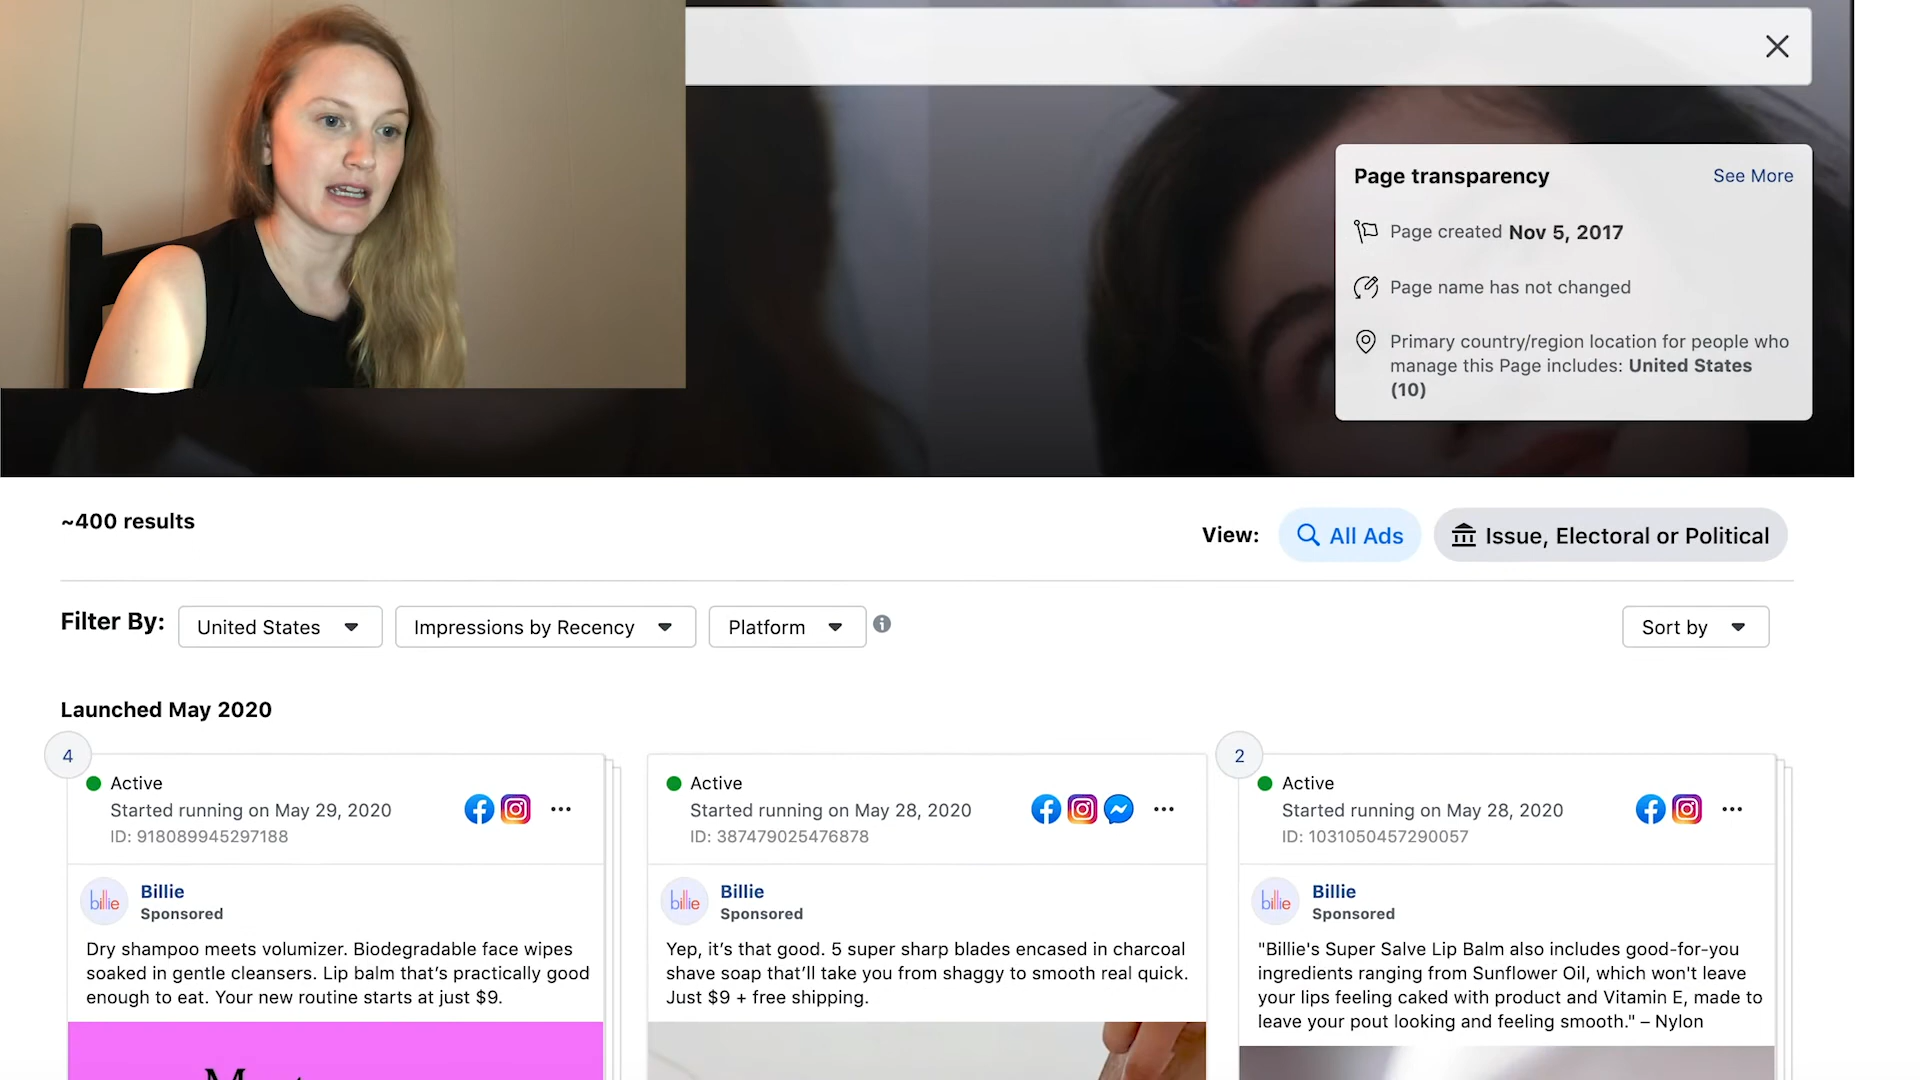 Page transparency
See More
Page created Nov 5, 2017
Page name has not changed
Primary country/region location for people who
manage this Page includes: United States
(10)
~400 results
View:
All Ads
Issue, Electoral or Political
Filter By:
United States
Impressions by Recency
Platform
Sort by
Launched May 2020
4
Active
Started running on May 29, 2020
ID: 918089945297188
billie
Billie
Sponsored
Dry shampoo meets volumizer. Biodegradable face wipes
soaked in gentle cleansers. Lip balm that's practically good
enough to eat. Your new routine starts at just $9.
Active
Started running on May 28, 2020
ID: 387479025476878
billie
Billie
Sponsored
Yep, it's that good. 5 super sharp blades encased in charcoal
shave soap that'll take you from shaggy to smooth real quick.
Just $9 + free shipping.
2
Active
Started running on May 28, 2020
ID: 1031050457290057
billie
Billie
Sponsored
"Billie's Super Salve Lip Balm also includes good-for-you
ingredients ranging from Sunflower Oil, which won't leave
your lips feeling caked with product and Vitamin E, made to
leave your pout looking and feeling smooth." – Nylon